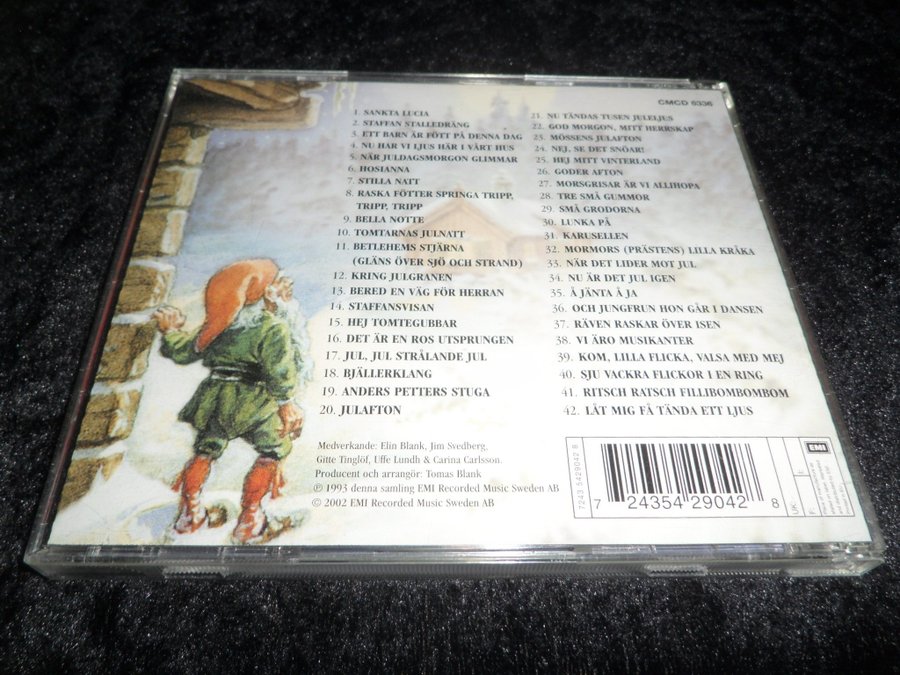 CMCD 6336
1. SANKTA LUCIA
2. STAFFAN STALLEDRÄNG
3. ETT BARN ÄR FÖTT PÅ DENNA DAG
4. NU HAR VI LJUS HÄR I VÅRT HUS
5. NÄR JULDAGSMORGON GLIMMAR
6. HOSIANNA
7. STILLA NATT
8. RASKA FÖTTER SPRINGA TRIPP,
TRIPP, TRIPP
9. BELLA NOTTE
10. TOMTARNAS JULNATT
11. BETLEHEMS STJÄRNA
(GLÄNS ÖVER SJÖ OCH STRAND)
12. KRING JULGRANEN
13. BERED EN VÄG FÖR HERRAN
14. STAFFANSVISAN
15. HEJ TOMTEGUBBAR
16. DET ÄR EN ROS UTSPRUNGEN
17. JUL, JUL STRÅLANDE JUL
18. BJÄLLERKLANG
19. ANDERS PETTERS STUGA
20. JULAFTON
21. NU TÄNDAS TUSEN JULELJUS
22. GOD MORGON, MITT HERRSKAP
23. MÖSSENS JULAFTON
24. NEJ, SE DET SNÖAR!
25. HEJ MITT VINTERLAND
26. GODER AFTON
27. MORSGRISAR ÄR VI ALLIHOPA
28. TRE SMÅ GUMMOR
29. SMÅ GRODORNA
30. LUNKA PÅ
31. KARUSELLEN
32. MORMORS (PRÄSTENS) LILLA KRÅKA
33. NÄR DET LIDER MOT JUL
34. NU ÄR DET JUL IGEN
35. Å JÄNTA Å JA
36. OCH JUNGFRUN HON GÅR I DANSEN
37. RÄVEN RASKAR ÖVER ISEN
38. VI ÄRO MUSIKANTER
39. KOM, LILLA FLICKA, VALSA MED MEJ
40. SJU VACKRA FLICKOR I EN RING
41. RITSCH RATSCH FILLIBOMBOMBOM
42. LÅT MIG FÅ TÄNDA ETT LJUS
Medverkande: Elin Blank, Jim Svedberg,
Gitte Tinglöf, Uffe Lundh & Carina Carlsson.
Producent och arrangör: Tomas Blank
℗ 1993 denna samling EMI Recorded Music Sweden AB
© 2002 EMI Recorded Music Sweden AB
7243 5429042 8
7 24354 29042 8
EMI
UK:
F: